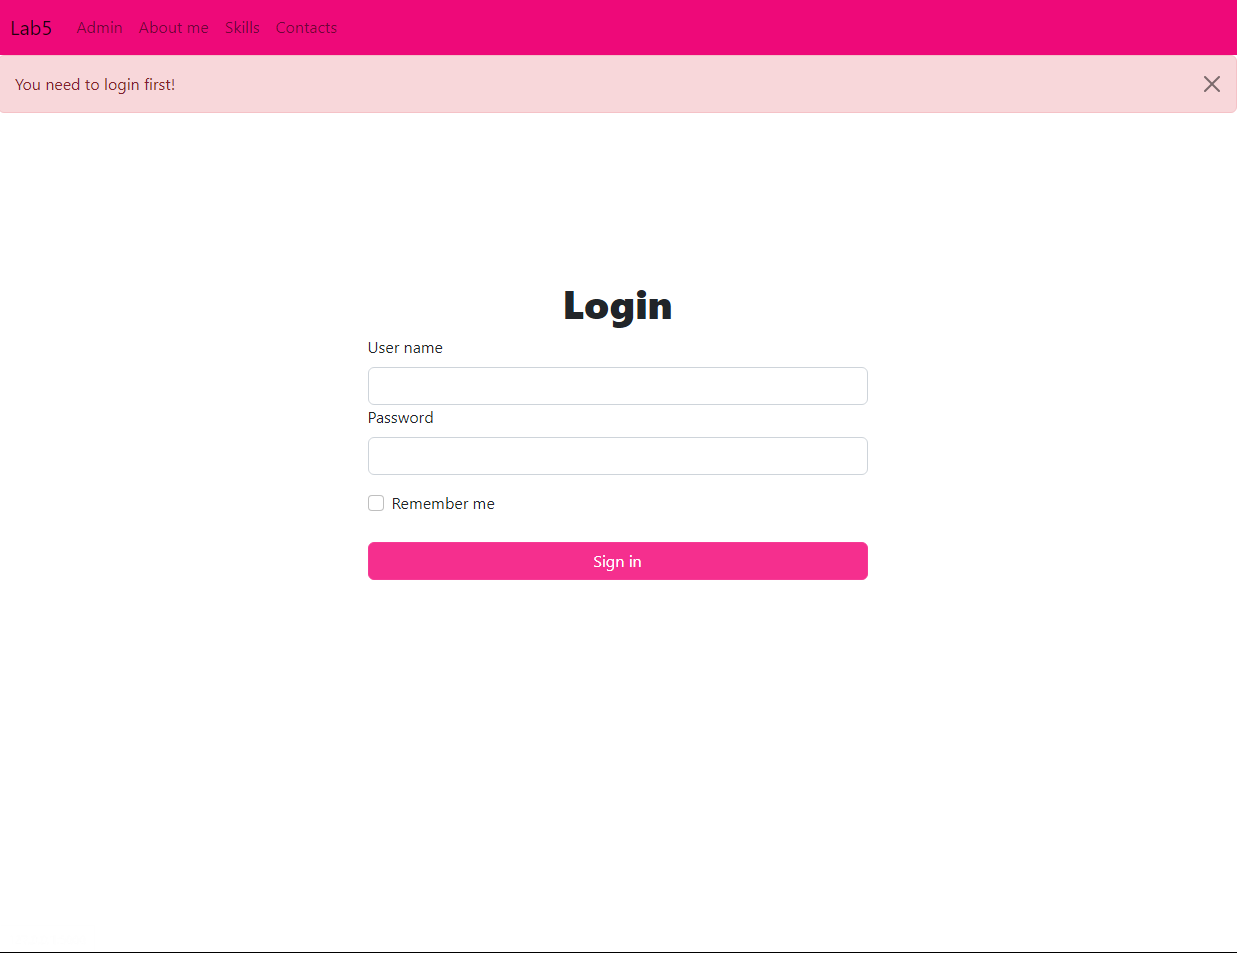 Lab5 Admin About me Skills Contacts
You need to login first!
Login
User name
Password
Remember me
Sign in